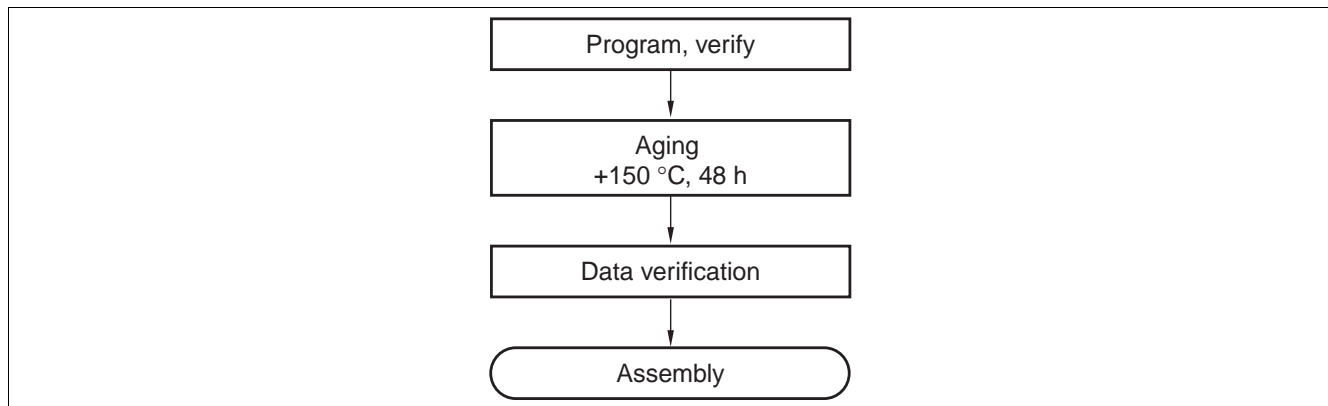 Program, verify
Aging
+150 °C, 48 h
Data verification
Assembly